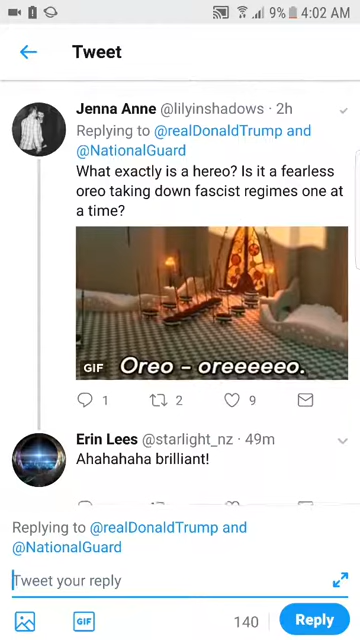 9% 4:02 AM
Tweet
Jenna Anne @lilyinshadows · 2h
Replying to @realDonaldTrump and
@NationalGuard
What exactly is a hereo? Is it a fearless
oreo taking down fascist regimes one at
a time?
GIF Oreo - oreeeeeo.
1 2 9
Erin Lees @starlight_nz · 49m
Ahahahaha brilliant!
Replying to @realDonaldTrump and
@NationalGuard
Tweet your reply
GIF 140 Reply